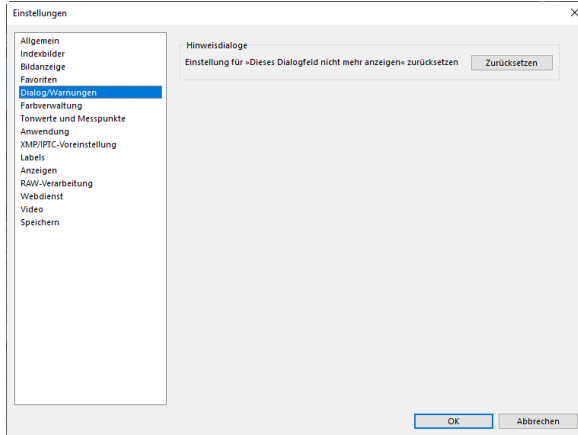 Einstellungen
Allgemein
Indexbilder
Bildanzeige
Favoriten
Dialog/Warnungen
Farbverwaltung
Tonwerte und Messpunkte
Anwendung
XMP/IPTC-Voreinstellung
Labels
Anzeigen
RAW-Verarbeitung
Webdienst
Video
Speichern
Hinweisdialoge
Einstellung für »Dieses Dialogfeld nicht mehr anzeigen« zurücksetzen
Zurücksetzen
OK
Abbrechen